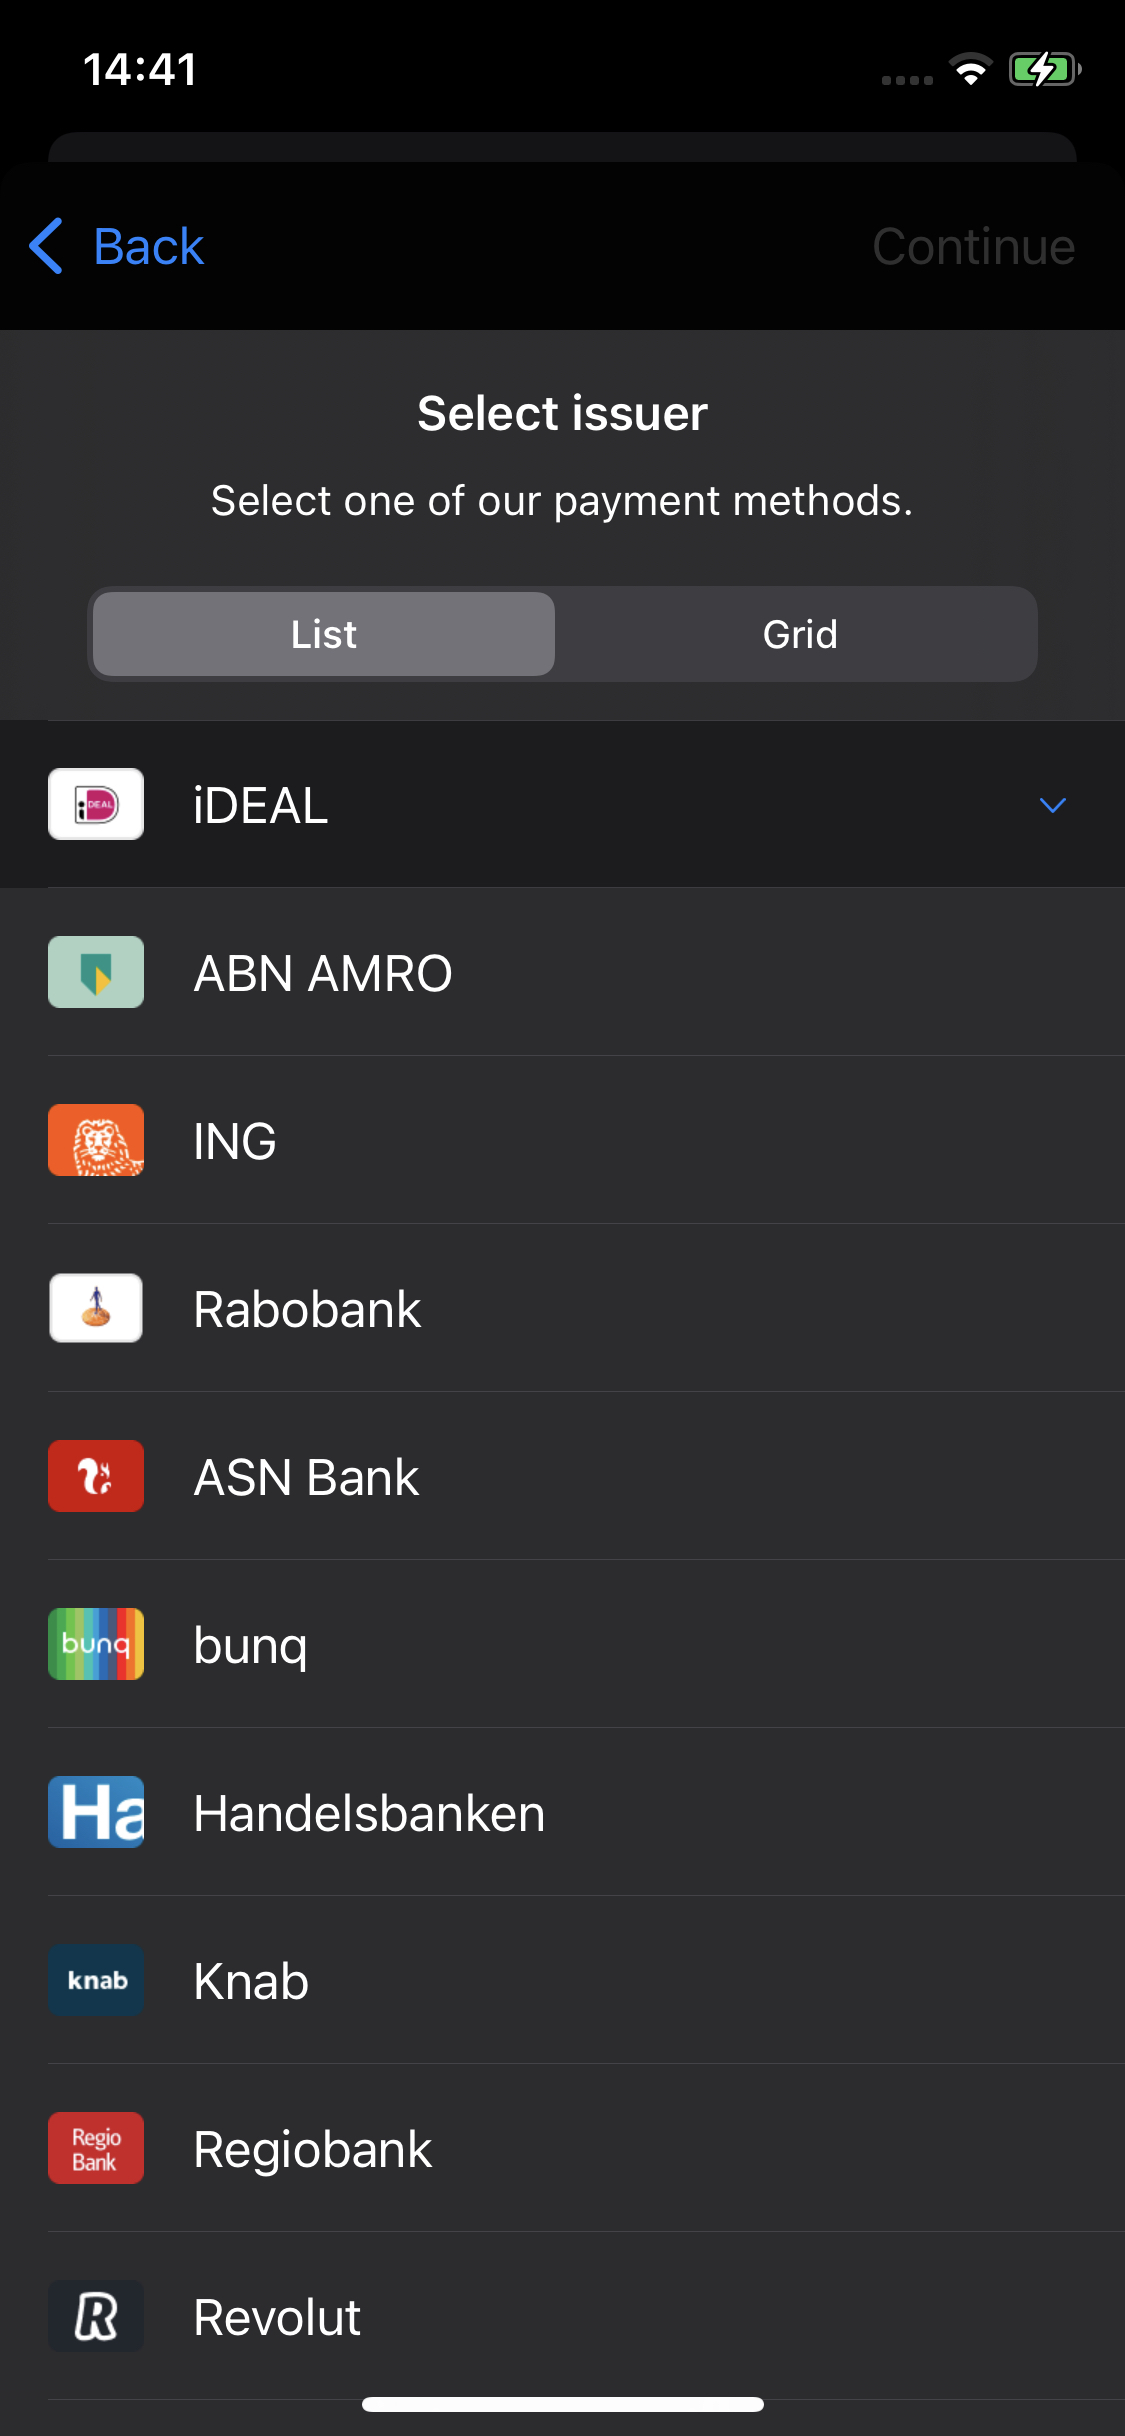 14:41
Back
Continue
Select issuer
Select one of our payment methods.
List
Grid
iDEAL
iDEAL
ABN AMRO
ING
Rabobank
ASN Bank
bunq
bunq
Ha
Handelsbanken
knab
Knab
Regio
Bank
Regiobank
R
Revolut